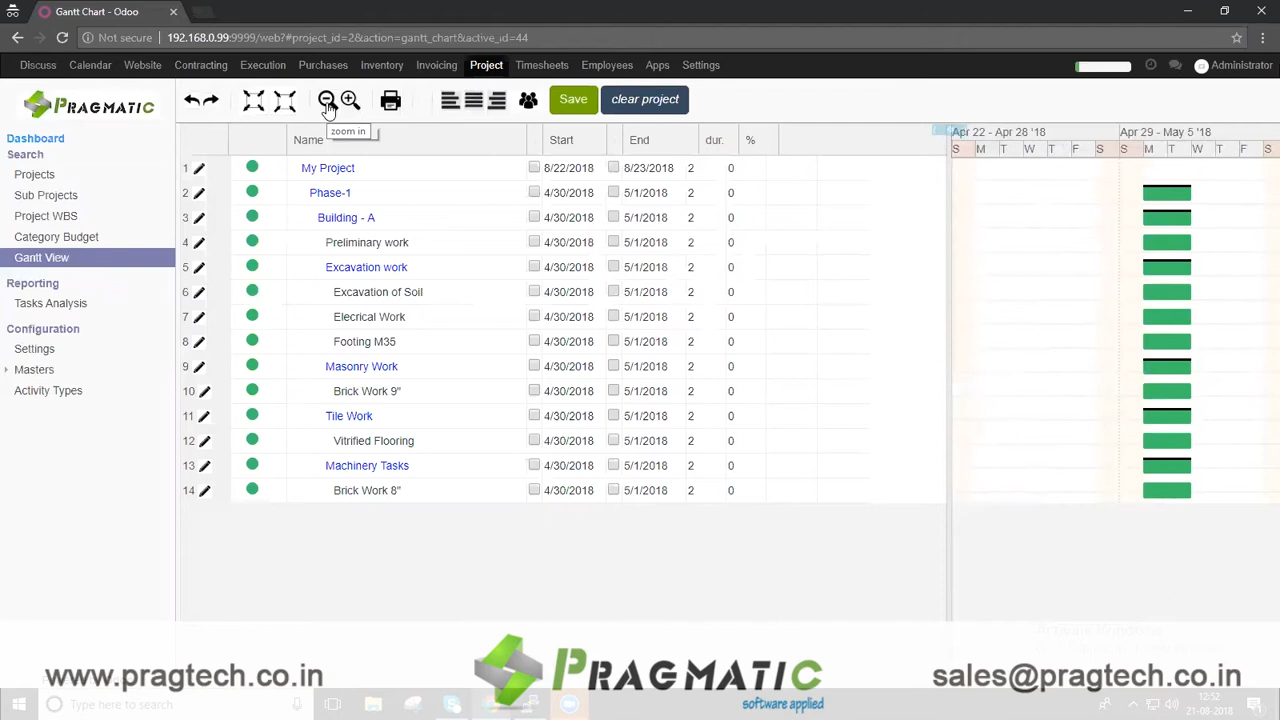 Gantt Chart - Odoo
Not secure 192.168.0.99:9999/web?#project_id=2&action=gantt_chart&active_id=44
Discuss Calendar Website Contracting Execution Purchases Inventory Invoicing Project Timesheets Employees Apps Settings Administrator
PRAGMATIC
Save clear project
zoom in
Dashboard
Search
Projects
Sub Projects
Project WBS
Category Budget
Gantt View
Reporting
Tasks Analysis
Configuration
Settings
Masters
Activity Types
Name Start End dur. %
1 My Project 8/22/2018 8/23/2018 2 0
2 Phase-1 4/30/2018 5/1/2018 2 0
3 Building - A 4/30/2018 5/1/2018 2 0
4 Preliminary work 4/30/2018 5/1/2018 2 0
5 Excavation work 4/30/2018 5/1/2018 2 0
6 Excavation of Soil 4/30/2018 5/1/2018 2 0
7 Elecrical Work 4/30/2018 5/1/2018 2 0
8 Footing M35 4/30/2018 5/1/2018 2 0
9 Masonry Work 4/30/2018 5/1/2018 2 0
10 Brick Work 9" 4/30/2018 5/1/2018 2 0
11 Tile Work 4/30/2018 5/1/2018 2 0
12 Vitrified Flooring 4/30/2018 5/1/2018 2 0
13 Machinery Tasks 4/30/2018 5/1/2018 2 0
14 Brick Work 8" 4/30/2018 5/1/2018 2 0
Apr 22 - Apr 28 '18 Apr 29 - May 5 '18
S M T W T F S S M T W T F S
www.pragtech.co.in
PRAGMATIC
software applied
sales@pragtech.co.in
Type here to search
12:52
21-08-2018